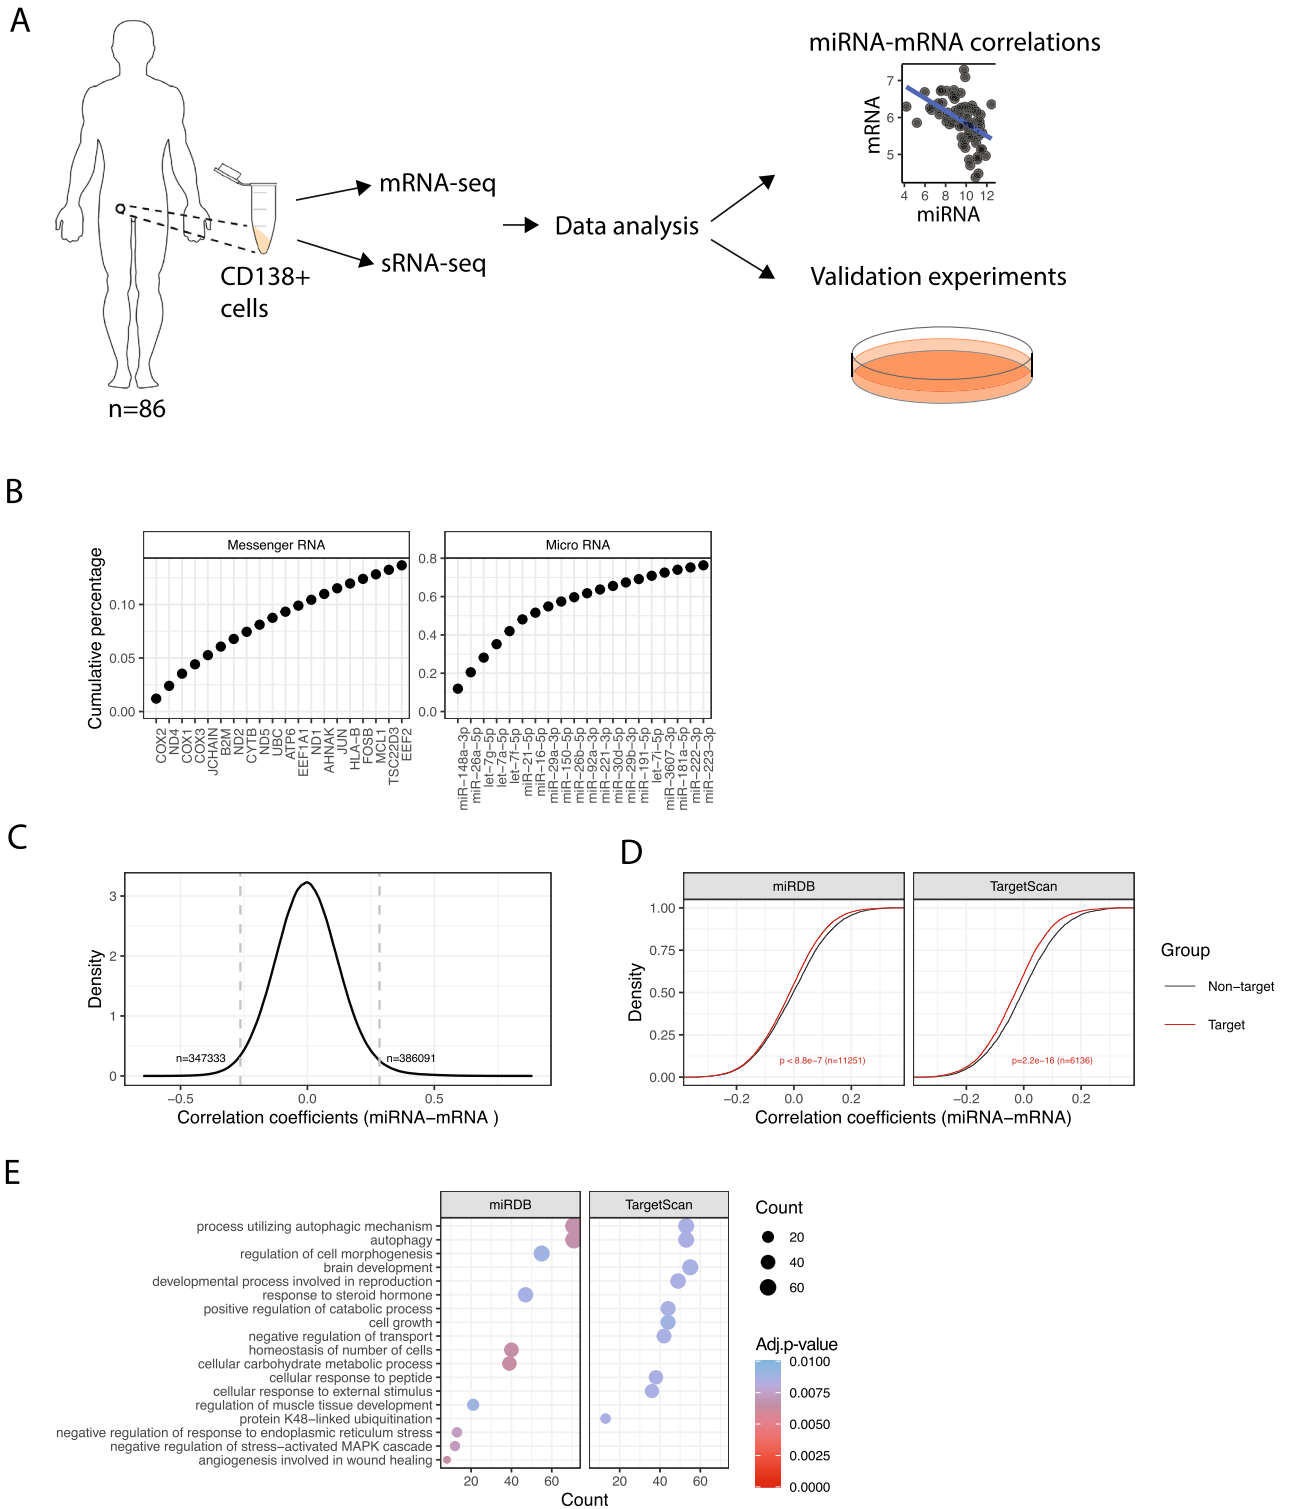 A
miRNA-mRNA correlations
7
6
5
mRNA
4 6 8 10 12
miRNA
mRNA-seq
sRNA-seq
Data analysis
CD138+
cells
Validation experiments
n=86
B
Messenger RNA
Micro RNA
Cumulative percentage
0.10
0.05
0.00
0.8
0.6
0.4
0.2
0.0
COX2
ND4
COX1
COX3
JCHAIN
B2M
ND2
CYTB
ND5
UBC
ATP6
EEF1A1
ND1
AHNAK
JUN
HLA−B
FOSB
MCL1
TSC22D3
EEF2
miR−148a−3p
miR−26a−5p
let−7g−5p
let−7a−5p
let−7f−5p
miR−21−5p
miR−16−5p
miR−29a−3p
miR−150−5p
miR−26b−5p
miR−92a−3p
miR−221−3p
miR−30d−5p
miR−29b−3p
miR−191−5p
let−7i−5p
miR−3607−3p
miR−181a−5p
miR−222−3p
miR−223−3p
C
3
2
1
0
Density
n=347333
n=386091
−0.5 0.0 0.5
Correlation coefficients (miRNA−mRNA )
D
miRDB
TargetScan
1.00
0.75
0.50
0.25
0.00
Density
p < 8.8e−7 (n=11251)
p=2.2e−16 (n=6136)
−0.2 0.0 0.2
−0.2 0.0 0.2
Correlation coefficients (miRNA−mRNA)
Group
Non−target
Target
E
miRDB
TargetScan
process utilizing autophagic mechanism
autophagy
regulation of cell morphogenesis
brain development
developmental process involved in reproduction
response to steroid hormone
positive regulation of catabolic process
cell growth
negative regulation of transport
homeostasis of number of cells
cellular carbohydrate metabolic process
cellular response to peptide
cellular response to external stimulus
regulation of muscle tissue development
protein K48−linked ubiquitination
negative regulation of response to endoplasmic reticulum stress
negative regulation of stress−activated MAPK cascade
angiogenesis involved in wound healing
20 40 60
20 40 60
Count
Count
20
40
60
Adj.p-value
0.0100
0.0075
0.0050
0.0025
0.0000